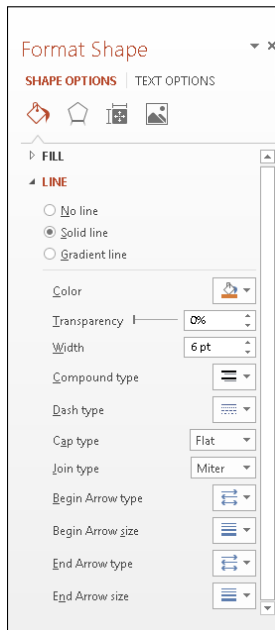 Format Shape
SHAPE OPTIONS TEXT OPTIONS
FILL
LINE
No line
Solid line
Gradient line
Color
Transparency 0%
Width 6 pt
Compound type
Dash type
Cap type Flat
Join type Miter
Begin Arrow type
Begin Arrow size
End Arrow type
End Arrow size